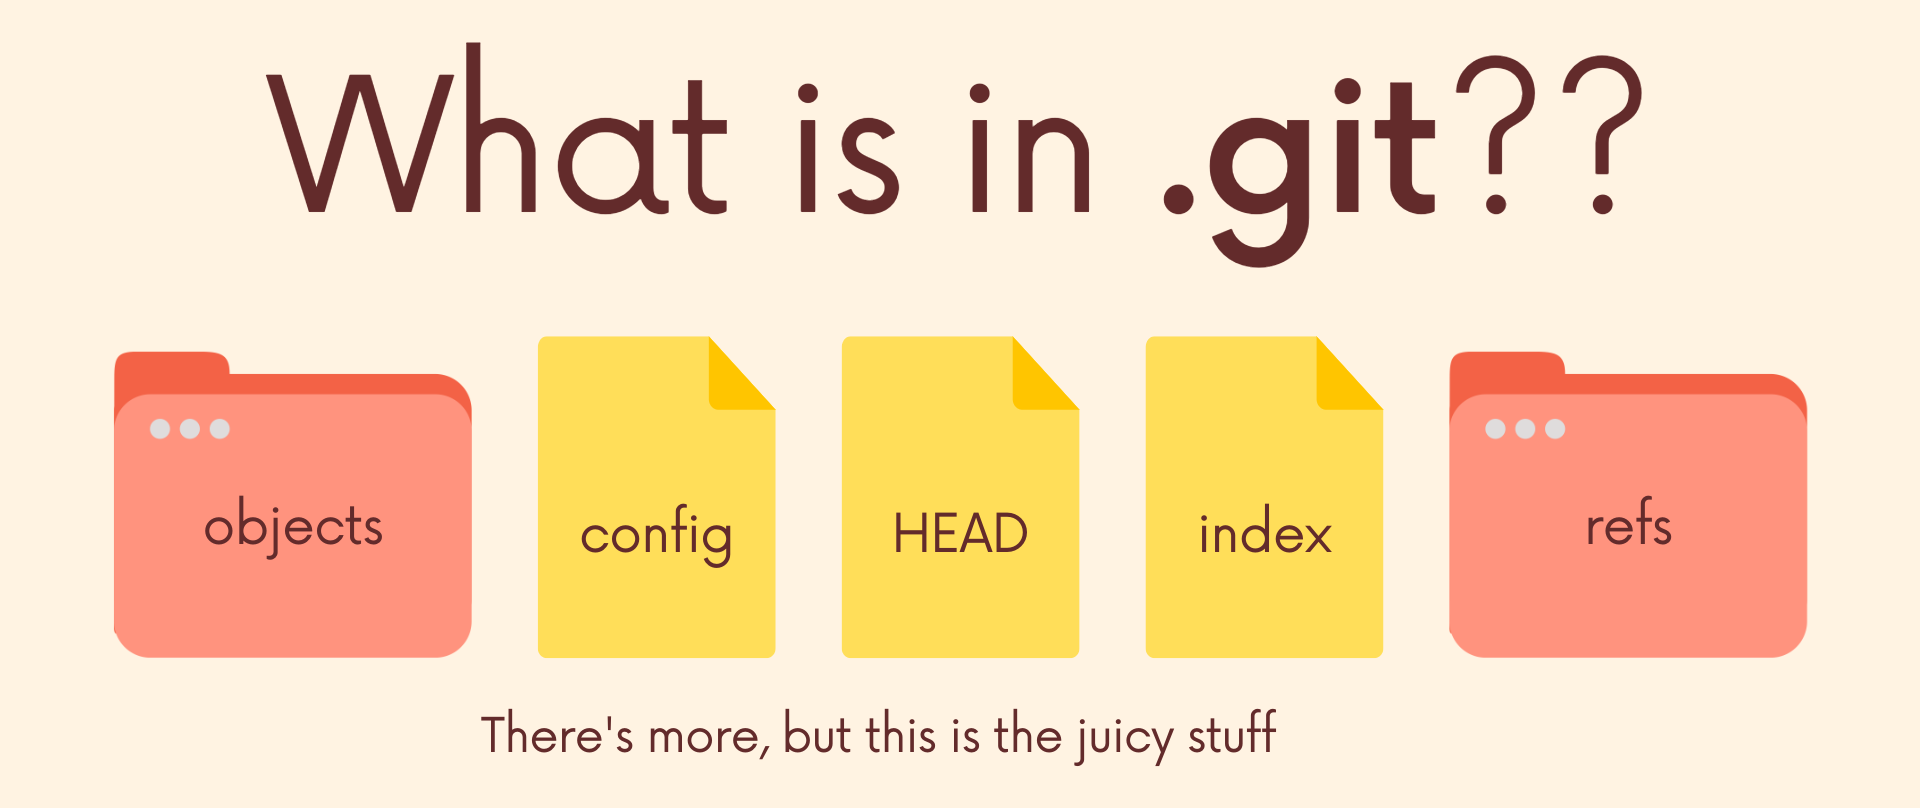 What is in .git??
objects
config
HEAD
index
refs
There's more, but this is the juicy stuff